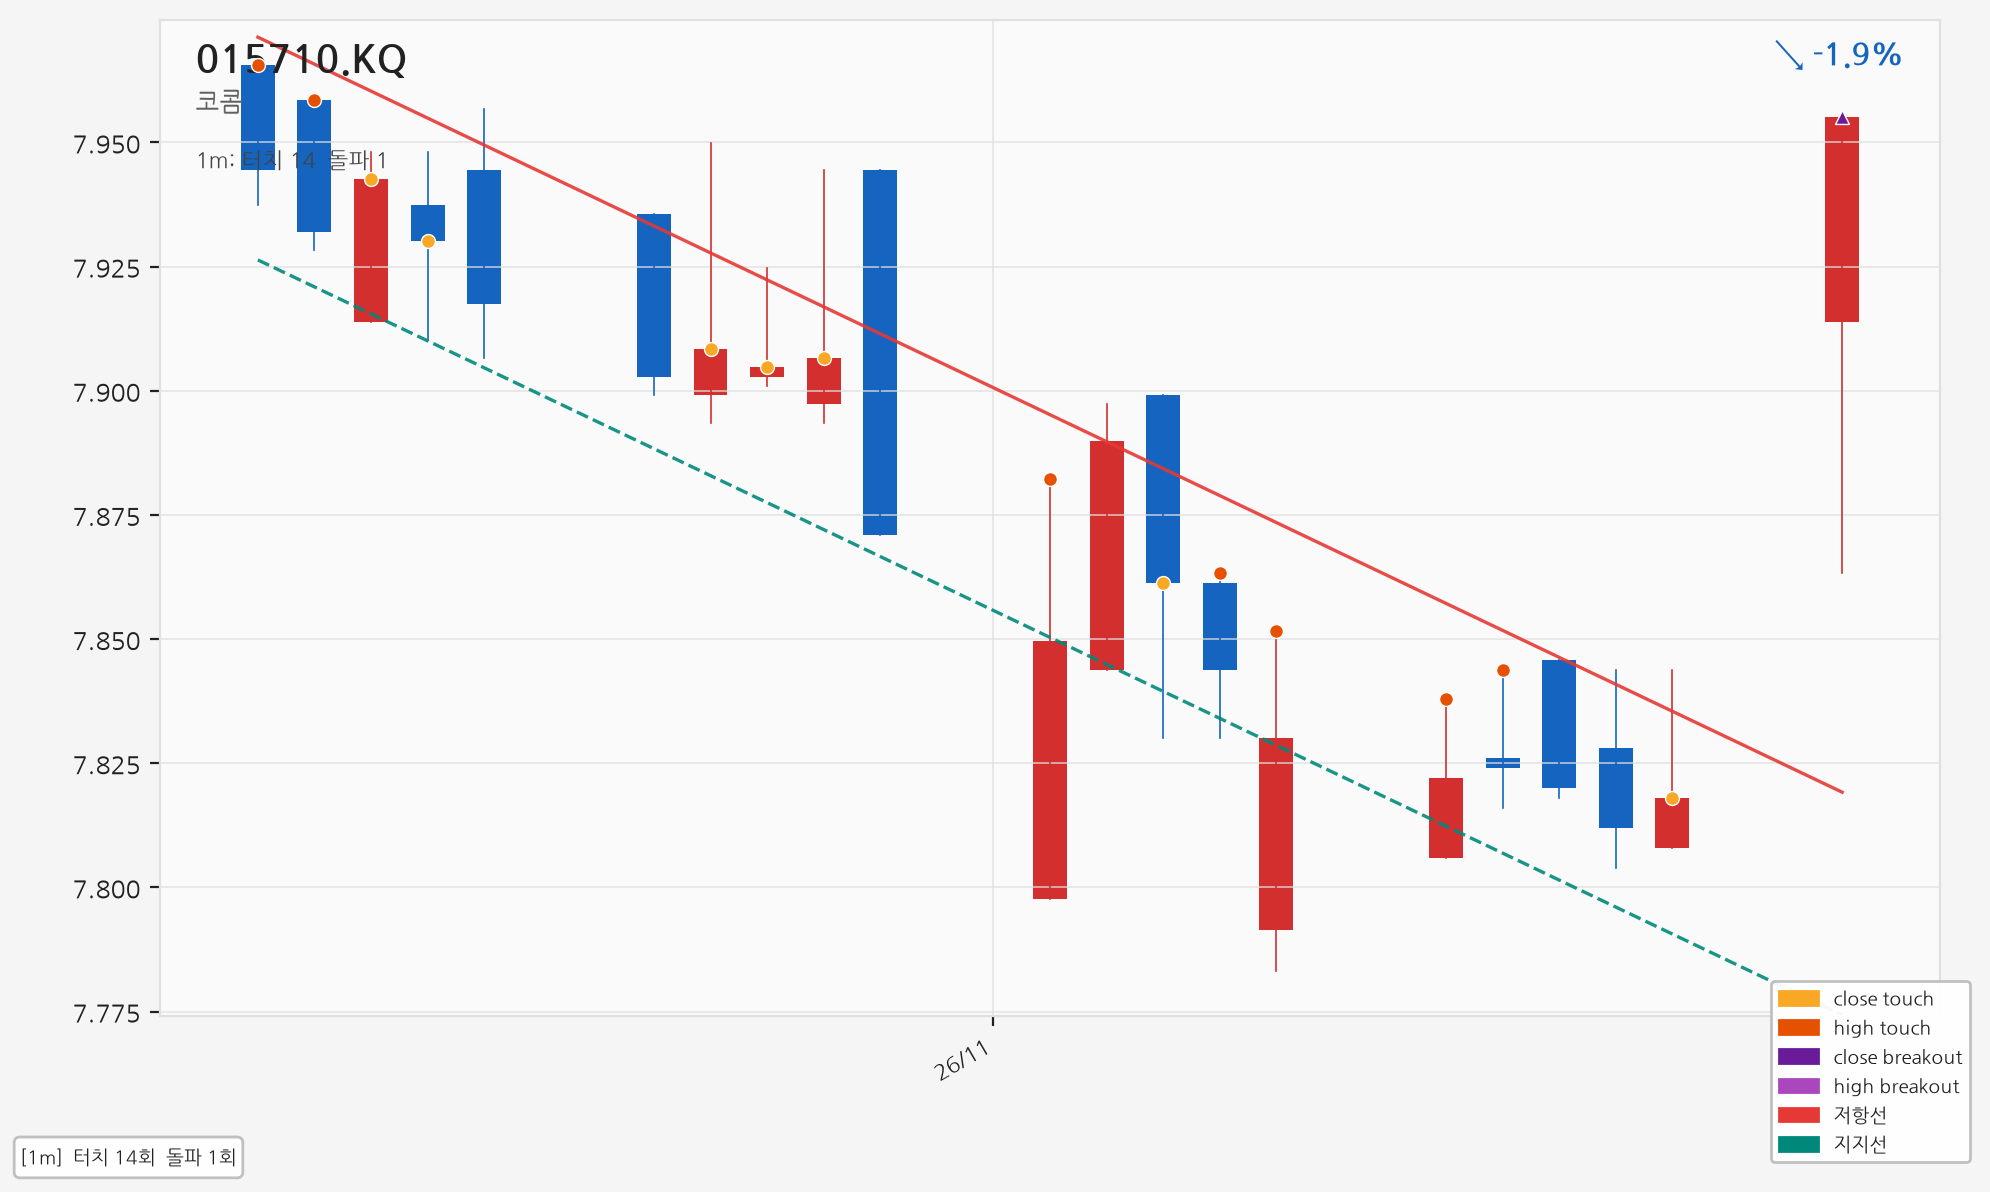 015710.KQ
코콤
1m: 터치 14  돌파 1
-1.9%
7.950
7.925
7.900
7.875
7.850
7.825
7.800
7.775
26/11
close touch
high touch
close breakout
high breakout
저항선
지지선
[1m]  터치 14회  돌파 1회